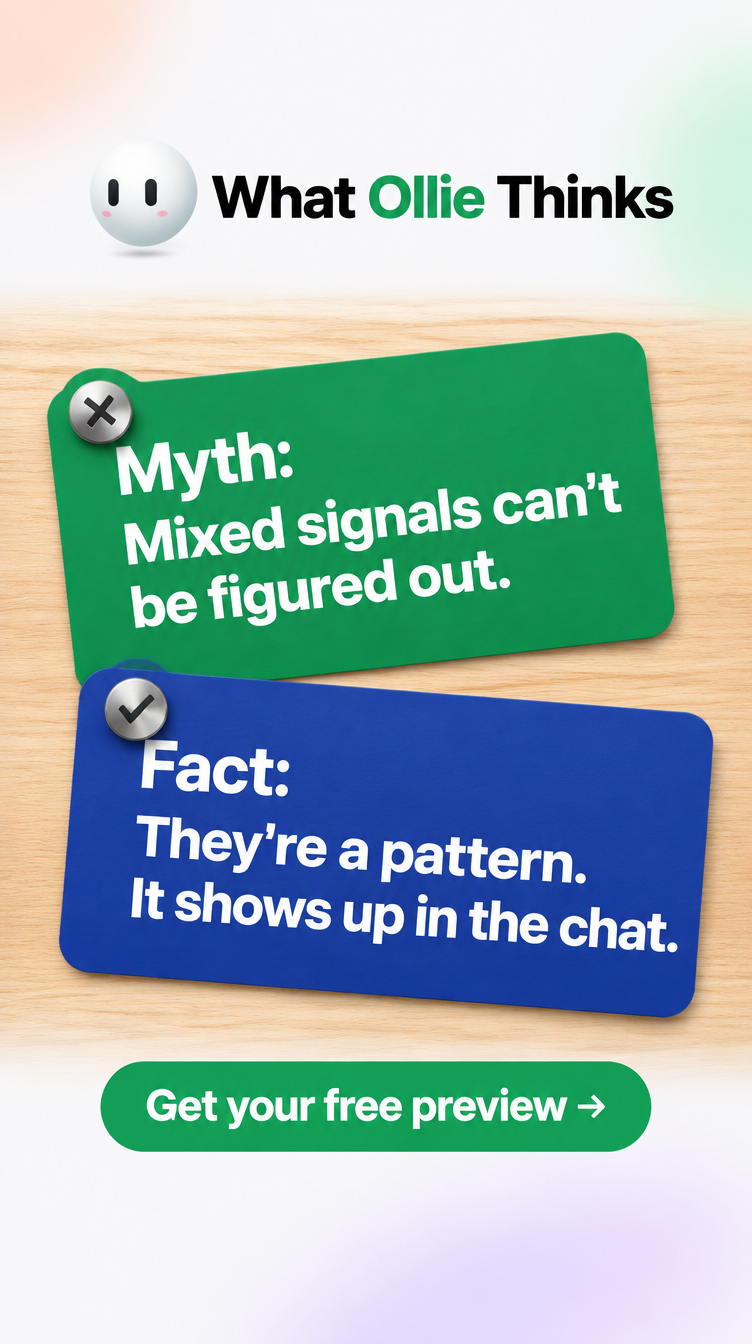 What Ollie Thinks
Myth:
Mixed signals can’t
be figured out.
Fact:
They’re a pattern.
It shows up in the chat.
Get your free preview →